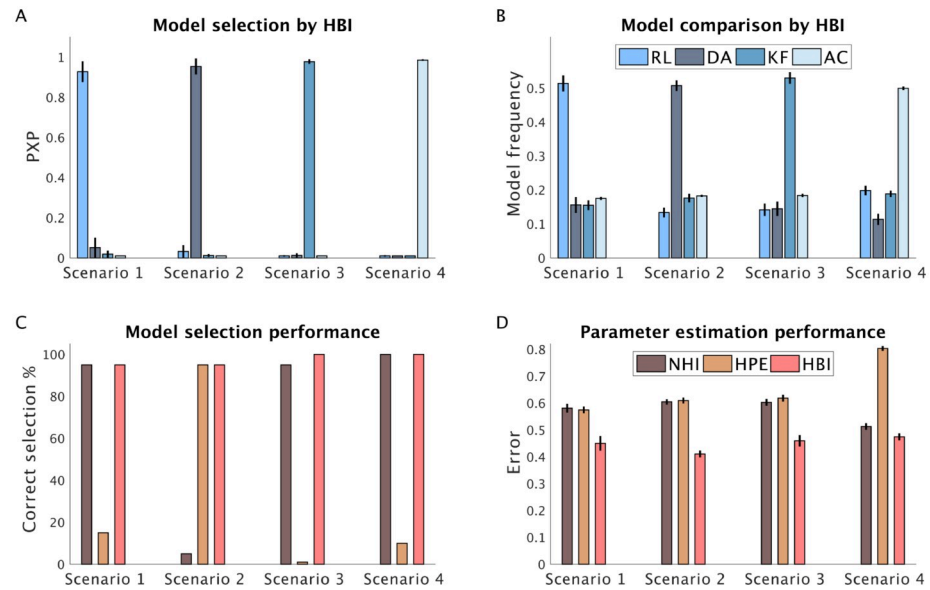 A
Model selection by HBI
PXP
1
0.8
0.6
0.4
0.2
0
Scenario 1 Scenario 2 Scenario 3 Scenario 4
B
Model comparison by HBI
RL DA KF AC
Model frequency
0.5
0.4
0.3
0.2
0.1
0
Scenario 1 Scenario 2 Scenario 3 Scenario 4
C
Model selection performance
Correct selection %
100
80
60
40
20
0
Scenario 1 Scenario 2 Scenario 3 Scenario 4
D
Parameter estimation performance
NHI HPE HBI
Error
0.8
0.7
0.6
0.5
0.4
0.3
0.2
0.1
0
Scenario 1 Scenario 2 Scenario 3 Scenario 4